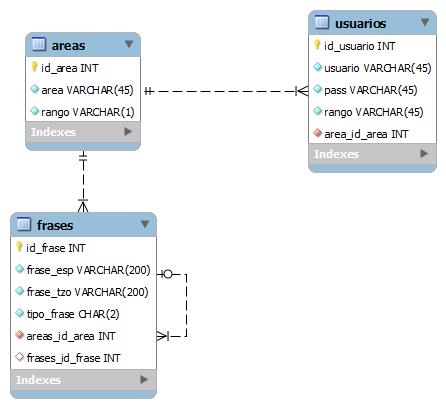 areas
id_area INT
area VARCHAR(45)
rango VARCHAR(1)
Indexes
usuarios
id_usuario INT
usuario VARCHAR(45)
pass VARCHAR(45)
rango VARCHAR(45)
area_id_area INT
Indexes
frases
id_frase INT
frase_esp VARCHAR(200)
frase_tzo VARCHAR(200)
tipo_frase CHAR(2)
areas_id_area INT
frases_id_frase INT
Indexes